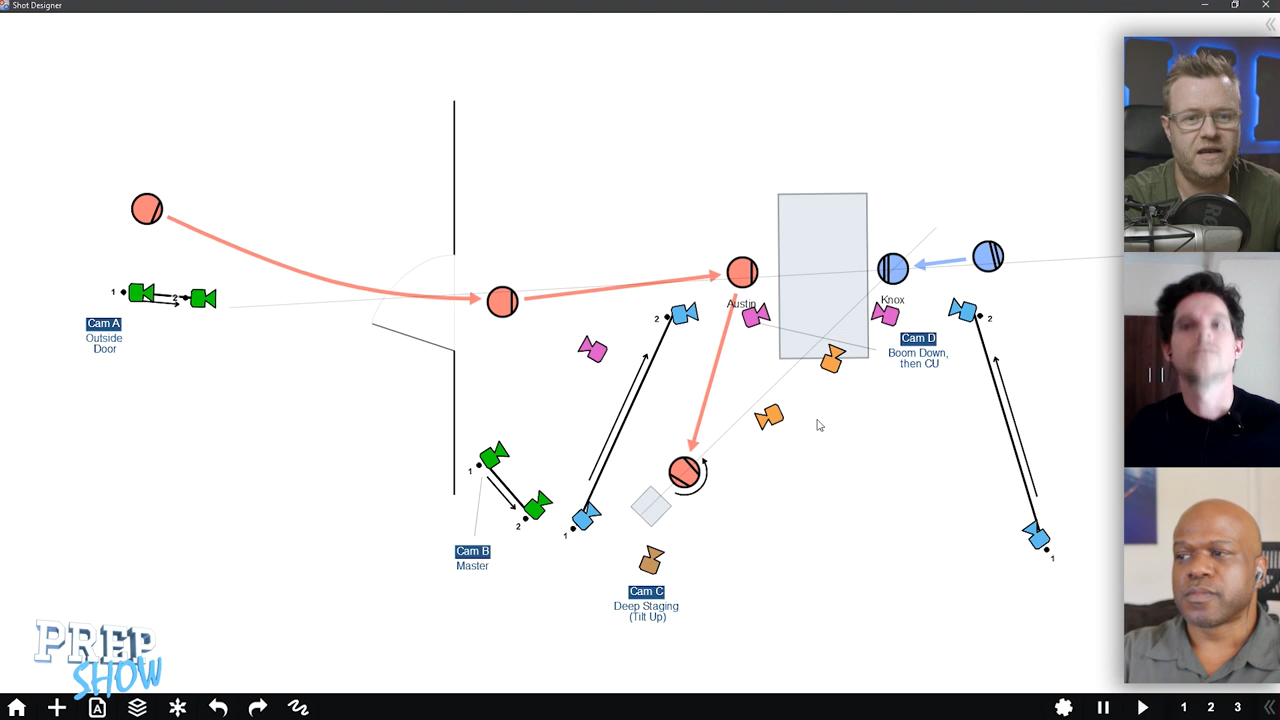 Shot Designer
1
2
Cam A
Outside
Door
Austin
Knox
2
2
Cam D
Boom Down,
then CU
1
2
1
1
Cam B
Master
Cam C
Deep Staging
(Tilt Up)
PREP
SHOW
A
1 2 3